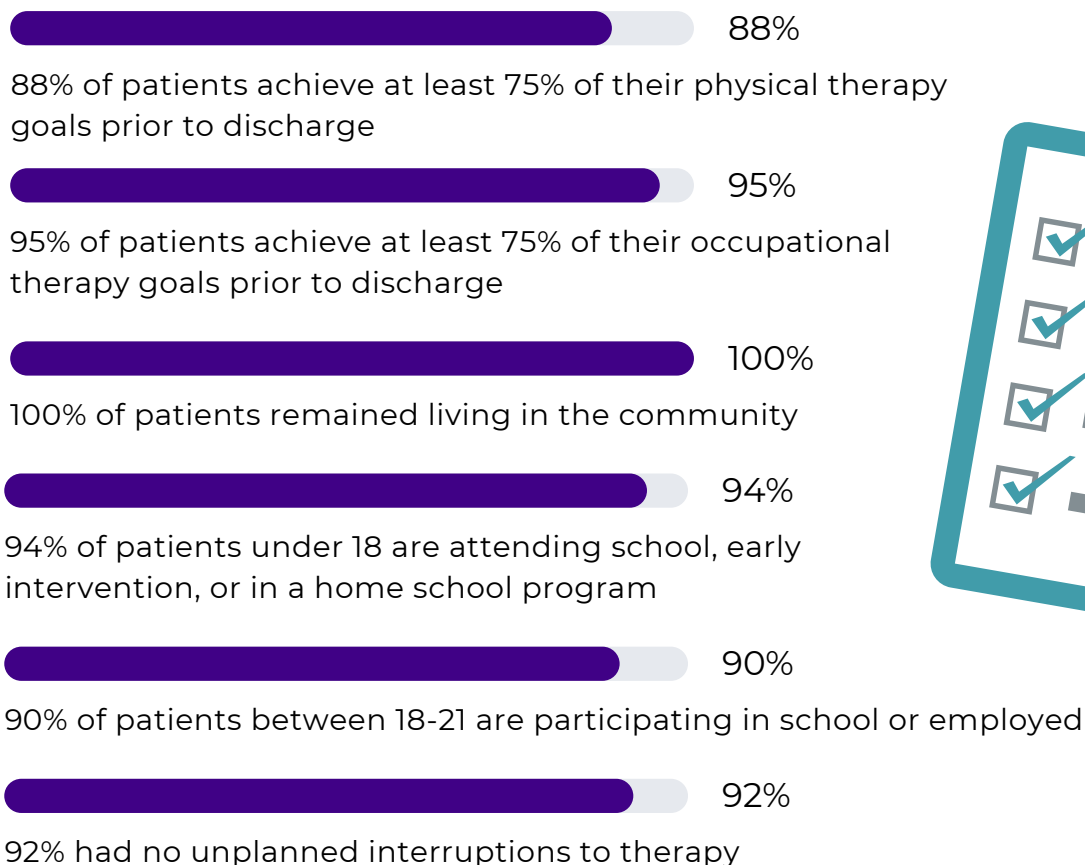 88%
88% of patients achieve at least 75% of their physical therapy
goals prior to discharge
95%
95% of patients achieve at least 75% of their occupational
therapy goals prior to discharge
100%
100% of patients remained living in the community
94%
94% of patients under 18 are attending school, early
intervention, or in a home school program
90%
90% of patients between 18-21 are participating in school or employed
92%
92% had no unplanned interruptions to therapy